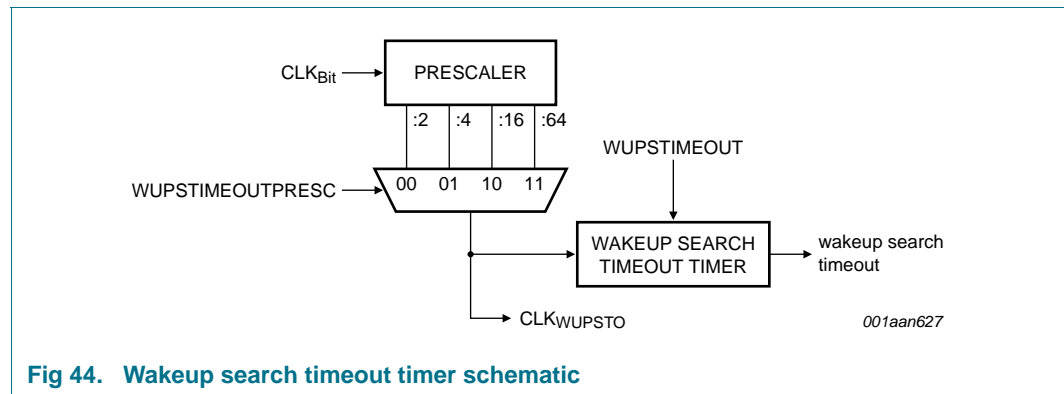 CLKBit
PRESCALER
:2 :4 :16 :64
WUPSTIMEOUT
WUPSTIMEOUTPRESC
00 01 10 11
WAKEUP SEARCH
TIMEOUT TIMER
wakeup search
timeout
CLKWUPSTO
001aan627
Fig 44. Wakeup search timeout timer schematic